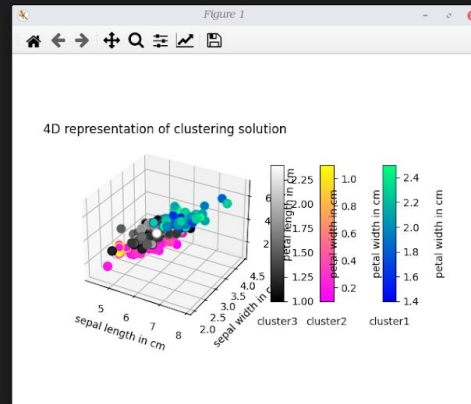 Figure 1
4D representation of clustering solution
5
6
7
8
sepal length in cm
2.0
2.5
3.0
3.5
4.0
4.5
sepal width in c
2
4
6
petal length in cm
2.25
1.75
1.50
1.25
1.00
cluster3
petal width in cm
1.0
0.8
0.6
0.4
0.2
cluster2
petal width in cm
2.4
2.2
2.0
1.8
1.6
1.4
petal width in cm
cluster1